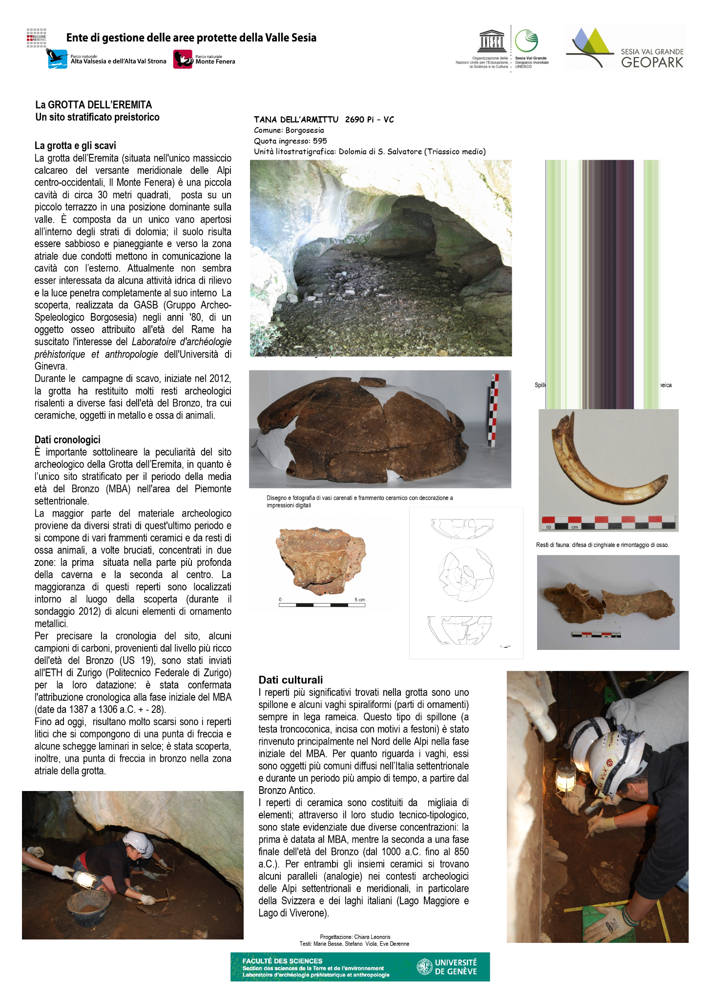 REGIONE
PIEMONTE
Ente di gestione delle aree protette della Valle Sesia
Parco naturale
Alta Valsesia e dell'Alta Val Strona
Parco naturale
Monte Fenera
UNESCO
Organizzazione delle
Nazioni Unite per l'Educazione,
la Scienza e la Cultura
Sesia Val Grande
Geoparco mondiale
UNESCO
SESIA VAL GRANDE
GEOPARK
La GROTTA DELL'EREMITA
Un sito stratificato preistorico
La grotta e gli scavi
La grotta dell'Eremita (situata nell'unico massiccio
calcareo del versante meridionale delle Alpi
centro-occidentali, Il Monte Fenera) è una piccola
cavità di circa 30 metri quadrati, posta su un
piccolo terrazzo in una posizione dominante sulla
valle. È composta da un unico vano apertosi
all'interno degli strati di dolomia; il suolo risulta
essere sabbioso e pianeggiante e verso la zona
atriale due condotti mettono in comunicazione la
cavità con l'esterno. Attualmente non sembra
esser interessata da alcuna attività idrica di rilievo
e la luce penetra completamente al suo interno La
scoperta, realizzata da GASB (Gruppo Archeo-
Speleologico Borgosesia) negli anni '80, di un
oggetto osseo attribuito all'età del Rame ha
suscitato l'interesse del Laboratoire d'archéologie
préhistorique et anthropologie dell'Università di
Ginevra.
Durante le campagne di scavo, iniziate nel 2012,
la grotta ha restituito molti resti archeologici
risalenti a diverse fasi dell'età del Bronzo, tra cui
ceramiche, oggetti in metallo e ossa di animali.
Dati cronologici
È importante sottolineare la peculiarità del sito
archeologico della Grotta dell'Eremita, in quanto è
l'unico sito stratificato per il periodo della media
età del Bronzo (MBA) nell'area del Piemonte
settentrionale.
La maggior parte del materiale archeologico
proviene da diversi strati di quest'ultimo periodo e
si compone di vari frammenti ceramici e da resti di
ossa animali, a volte bruciati, concentrati in due
zone: la prima situata nella parte più profonda
della caverna e la seconda al centro. La
maggioranza di questi reperti sono localizzati
intorno al luogo della scoperta (durante il
sondaggio 2012) di alcuni elementi di ornamento
metallici.
Per precisare la cronologia del sito, alcuni
campioni di carboni, provenienti dal livello più ricco
dell'età del Bronzo (US 19), sono stati inviati
all'ETH di Zurigo (Politecnico Federale di Zurigo)
per la loro datazione: è stata confermata
l'attribuzione cronologica alla fase iniziale del MBA
(date da 1387 a 1306 a.C. + - 28).
Fino ad oggi, risultano molto scarsi sono i reperti
litici che si compongono di una punta di freccia e
alcune schegge laminari in selce; è stata scoperta,
inoltre, una punta di freccia in bronzo nella zona
atriale della grotta.
TANA DELL'ARMITTU 2690 Pi – VC
Comune: Borgosesia
Quota ingresso: 595
Unità litostratigrafica: Dolomia di S. Salvatore (Triassico medio)
Disegno e fotografia di vasi carenati e frammento ceramico con decorazione a
impressioni digitali
0 5 cm
Spill
neica
10 cm
Resti di fauna: difesa di cinghiale e rimontaggio di osso.
Dati culturali
I reperti più significativi trovati nella grotta sono uno
spillone e alcuni vaghi spiraliformi (parti di ornamenti)
sempre in lega rameica. Questo tipo di spillone (a
testa troncoconica, incisa con motivi a festoni) è stato
rinvenuto principalmente nel Nord delle Alpi nella fase
iniziale del MBA. Per quanto riguarda i vaghi, essi
sono oggetti più comuni diffusi nell'Italia settentrionale
e durante un periodo più ampio di tempo, a partire dal
Bronzo Antico.
I reperti di ceramica sono costituiti da migliaia di
elementi; attraverso il loro studio tecnico-tipologico,
sono state evidenziate due diverse concentrazioni: la
prima è datata al MBA, mentre la seconda a una fase
finale dell'età del Bronzo (dal 1000 a.C. fino al 850
a.C.). Per entrambi gli insiemi ceramici si trovano
alcuni paralleli (analogie) nei contesti archeologici
delle Alpi settentrionali e meridionali, in particolare
della Svizzera e dei laghi italiani (Lago Maggiore e
Lago di Viverone).
Progettazione: Chiara Leonoris
Testi: Marie Besse, Stefano Viola, Eve Derenne
FACULTÉ DES SCIENCES
Section des sciences de la Terre et de l'environnement
Laboratoire d'archéologie préhistorique et anthropologie
UNIVERSITÉ
DE GENÈVE